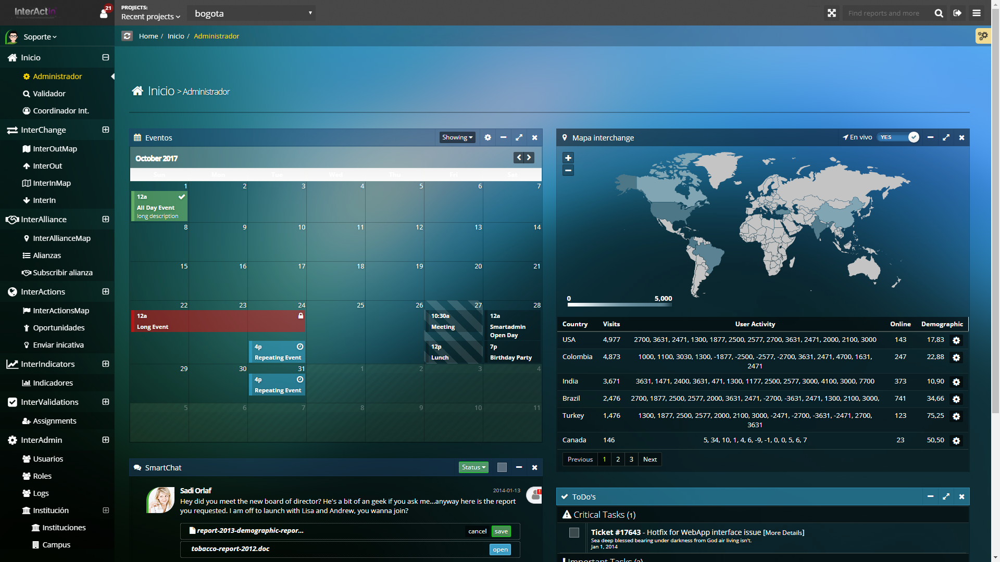 InterActin
21
PROJECTS:
Recent projects
bogota
Find reports and more
Soporte
Home / Inicio / Administrador
Inicio
Administrador
Validador
Coordinador Int.
InterChange
InterOutMap
InterOut
InterInMap
InterIn
InterAlliance
InterAllianceMap
Alianzas
Subscribir alianza
InterActions
InterActionsMap
Oportunidades
Enviar inicativa
InterIndicators
Indicadores
InterValidations
Assignments
InterAdmin
Usuarios
Roles
Logs
Institución
Instituciones
Campus
Inicio > Administrador
Eventos
Showing
October 2017
Sun Mon Tue Wed Thu Fri Sat
1 2 3 4 5 6 7
12a
All Day Event
long description
8 9 10 11 12 13 14
15 16 17 18 19 20 21
22 23 24 25 26 27 28
12a
Long Event
10:30a
Meeting
12a
Smartadmin
Open Day
4p
Repeating Event
12p
Lunch
7p
Birthday Party
29 30 31 1 2 3 4
4p
Repeating Event
5 6 7 8 9 10 11
SmartChat
Status
Sadi Orlaf
2014-01-13
Hey did you meet the new board of director? He's a bit of an geek if you ask me...anyway here is the report
you requested. I am off to launch with Lisa and Andrew, you wanna join?
report-2013-demographic-repor...
cancel save
tobacco-report-2012.doc
open
Mapa interchange
En vivo YES
+
−
0 5,000
Country Visits User Activity Online Demographic
USA 4,977 2700, 3631, 2471, 1300, 1877, 2500, 2577, 2700, 3631, 2471, 2000, 2100, 3000 143 17,83
Colombia 4,873 1000, 1100, 3030, 1300, -1877, -2500, -2577, -2700, 3631, 2471, 4700, 1631, 247 22,88
2471
India 3,671 3631, 1471, 2400, 3631, 471, 1300, 1177, 2500, 2577, 3000, 4100, 3000, 7700 373 10,90
Brazil 2,476 2700, 1877, 2500, 2577, 2000, 3631, 2471, -2700, -3631, 2471, 1300, 2100, 3000, 741 34,66
Turkey 1,476 1300, 1877, 2500, 2577, 2000, 2100, 3000, -2471, -2700, -3631, -2471, 2700, 123 75,25
3631
Canada 146 5, 34, 10, 1, 4, 6, -9, -1, 0, 0, 5, 6, 7 23 50,50
Previous 1 2 3 Next
ToDo's
Critical Tasks (1)
Ticket #17643 - Hotfix for WebApp interface issue [More Details]
Sea deep blessed bearing under darkness from God air living isn't.
Jan 1, 2014
Important Tasks (3)